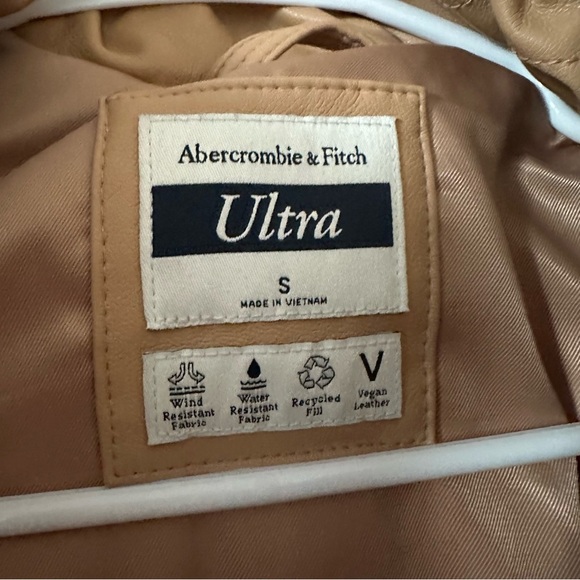 Abercrombie & Fitch
Ultra
S
MADE IN VIETNAM
Wind
Resistant
Fabric
Water
Resistant
Fabric
Recycled
Fill
V
Vegan
Leather